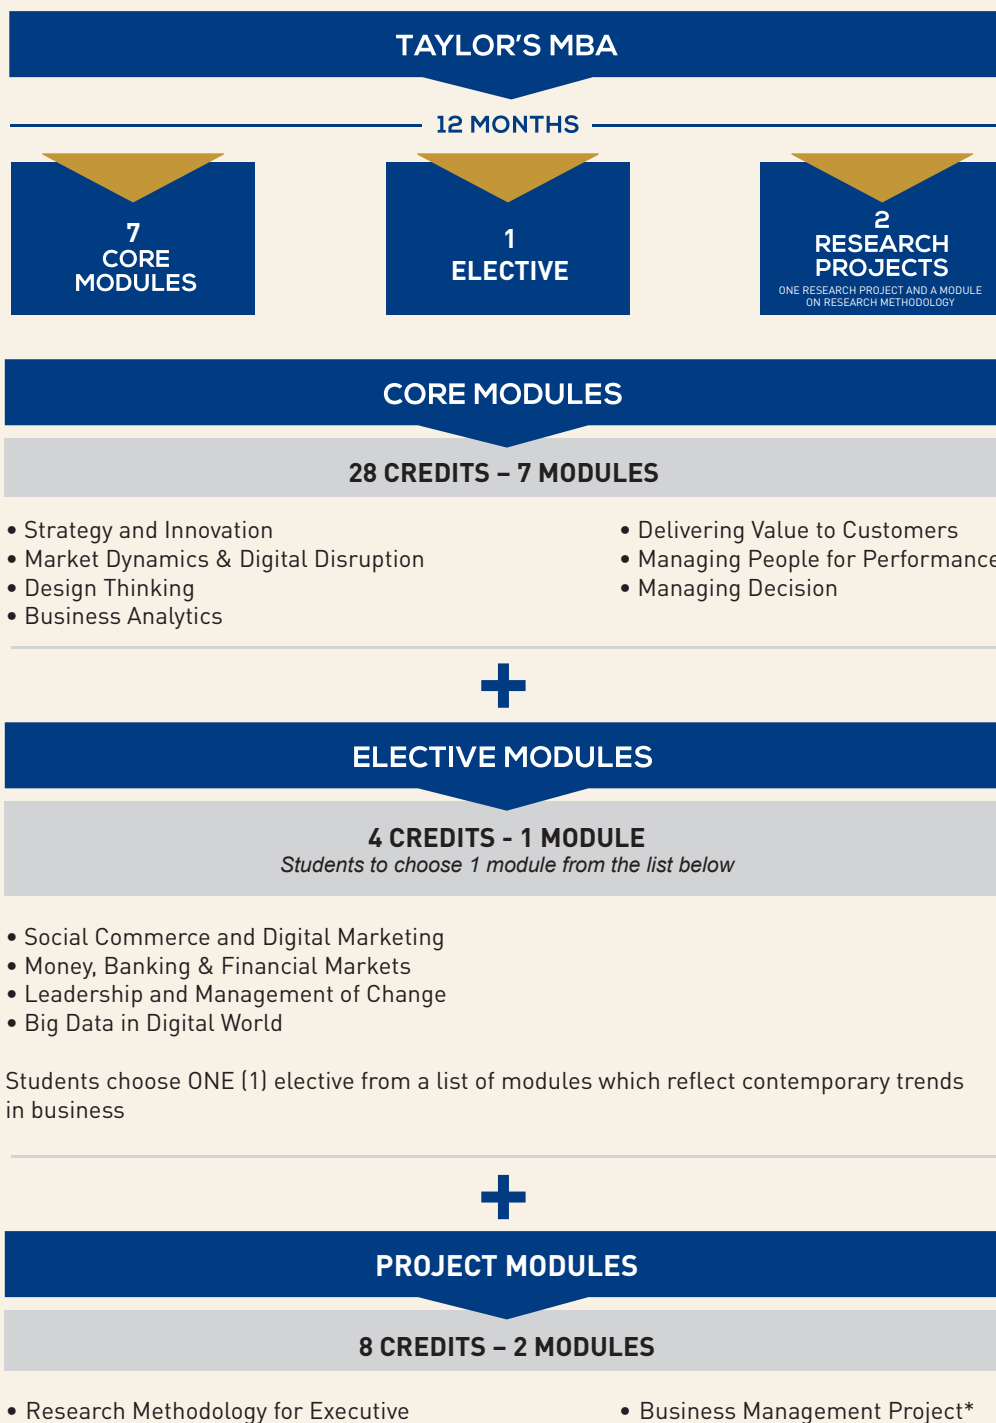 TAYLOR'S MBA
12 MONTHS
7
CORE
MODULES
1
ELECTIVE
2
RESEARCH
PROJECTS
ONE RESEARCH PROJECT AND A MODULE
ON RESEARCH METHODOLOGY
CORE MODULES
28 CREDITS – 7 MODULES
• Strategy and Innovation
• Market Dynamics & Digital Disruption
• Design Thinking
• Business Analytics
• Delivering Value to Customers
• Managing People for Performance
• Managing Decision
+
ELECTIVE MODULES
4 CREDITS - 1 MODULE
Students to choose 1 module from the list below
• Social Commerce and Digital Marketing
• Money, Banking & Financial Markets
• Leadership and Management of Change
• Big Data in Digital World
Students choose ONE (1) elective from a list of modules which reflect contemporary trends
in business
+
PROJECT MODULES
8 CREDITS – 2 MODULES
• Research Methodology for Executive
• Business Management Project*